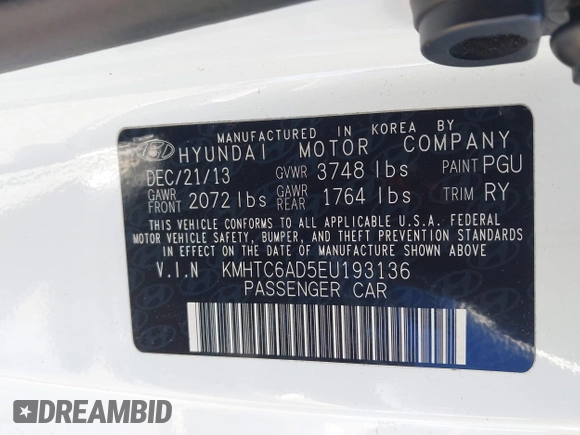 MANUFACTURED IN KOREA BY
HYUNDAI MOTOR COMPANY
DEC/21/13 GVWR 3748 lbs PAINT PGU
GAWR FRONT 2072 lbs GAWR REAR 1764 lbs TRIM RY
THIS VEHICLE CONFORMS TO ALL APPLICABLE U.S.A. FEDERAL
MOTOR VEHICLE SAFETY, BUMPER, AND THEFT PREVENTION STANDARDS
IN EFFECT ON THE DATE OF MANUFACTURE SHOWN ABOVE
V.I.N KMHTC6AD5EU193136
PASSENGER CAR
DREAMBID